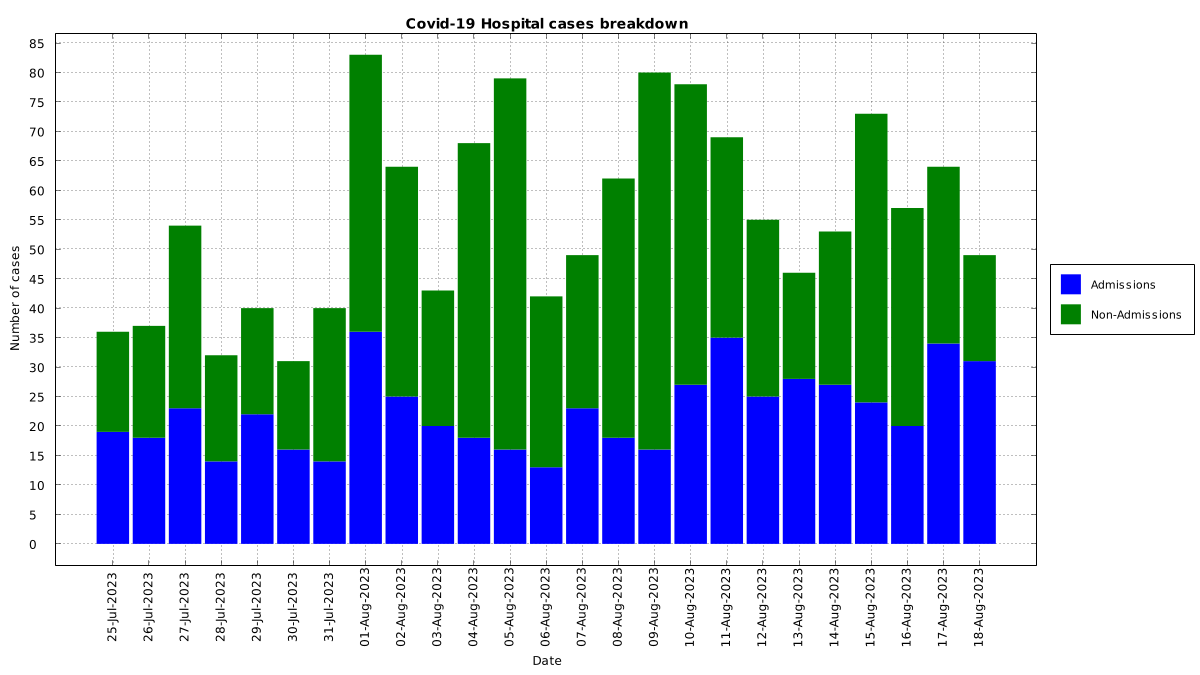 Covid-19 Hospital cases breakdown
85
80
75
70
65
60
55
50
45
40
35
30
25
20
15
10
5
0
Number of cases
25-Jul-2023
26-Jul-2023
27-Jul-2023
28-Jul-2023
29-Jul-2023
30-Jul-2023
31-Jul-2023
01-Aug-2023
02-Aug-2023
03-Aug-2023
04-Aug-2023
05-Aug-2023
06-Aug-2023
07-Aug-2023
08-Aug-2023
09-Aug-2023
10-Aug-2023
11-Aug-2023
12-Aug-2023
13-Aug-2023
14-Aug-2023
15-Aug-2023
16-Aug-2023
17-Aug-2023
18-Aug-2023
Date
Admissions
Non-Admissions